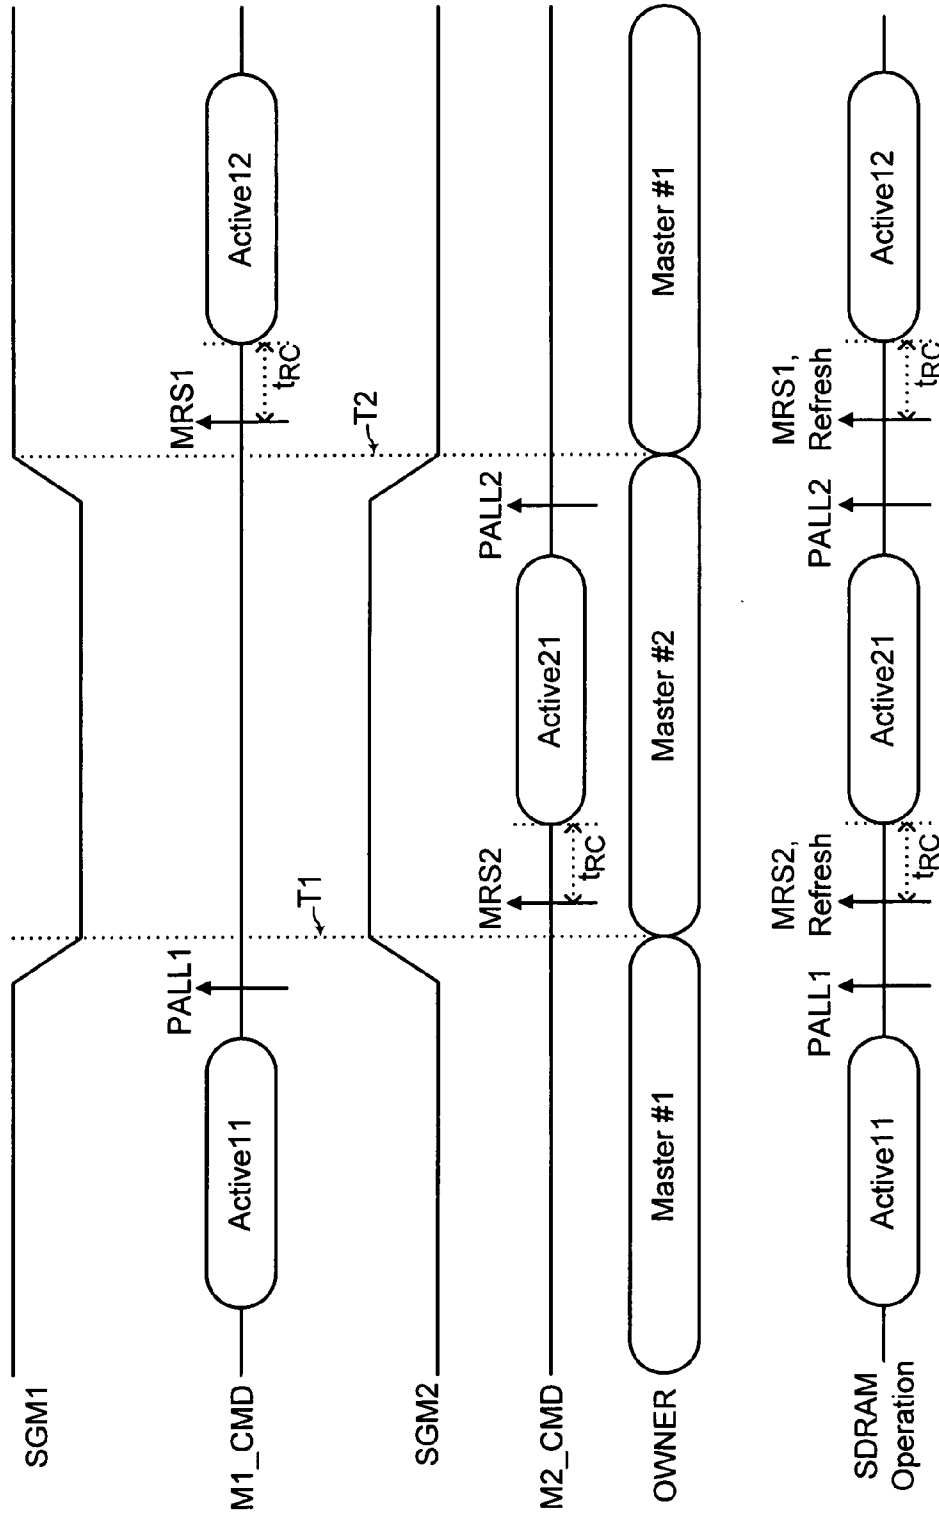 SGM1
M1_CMD
Active11
PALL1
MRS1
tRC
Active12
T1
T2
SGM2
M2_CMD
MRS2
tRC
Active21
PALL2
OWNER
Master #1
Master #2
Master #1
SDRAM
Operation
Active11
PALL1
MRS2,
Refresh
tRC
Active21
PALL2
MRS1,
Refresh
tRC
Active12